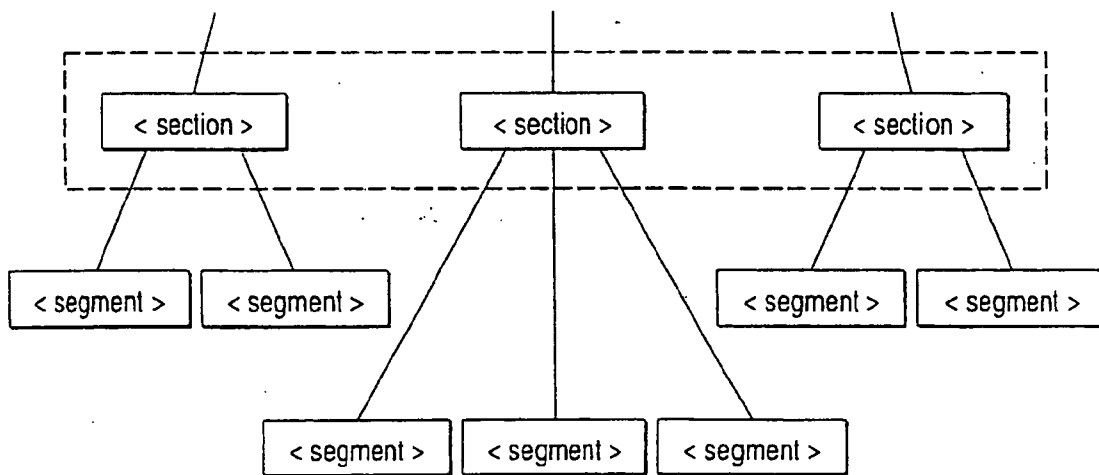 < section > < section > < section >
< segment > < segment > < segment > < segment >
< segment > < segment > < segment >